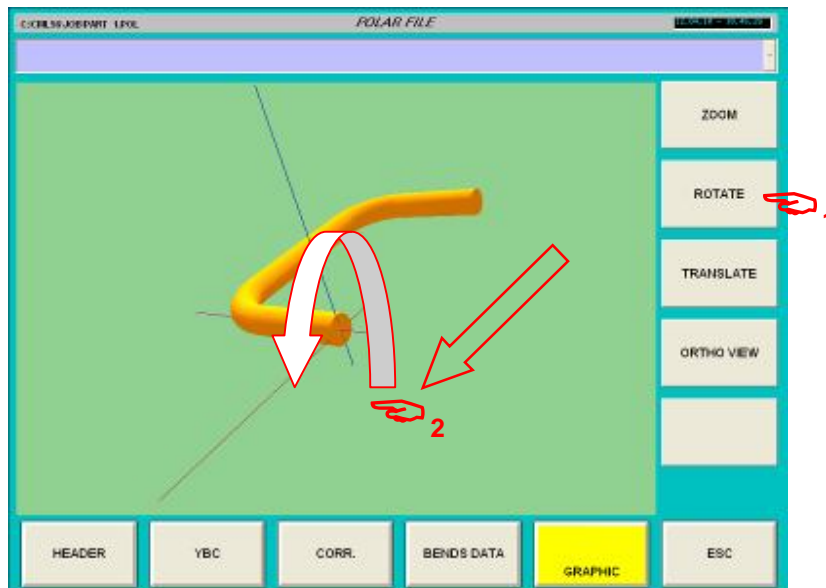 POLAR FILE
ZOOM
ROTATE
TRANSLATE
ORTHO VIEW
2
HEADER
YBC
CORR.
BENDS DATA
GRAPHIC
ESC